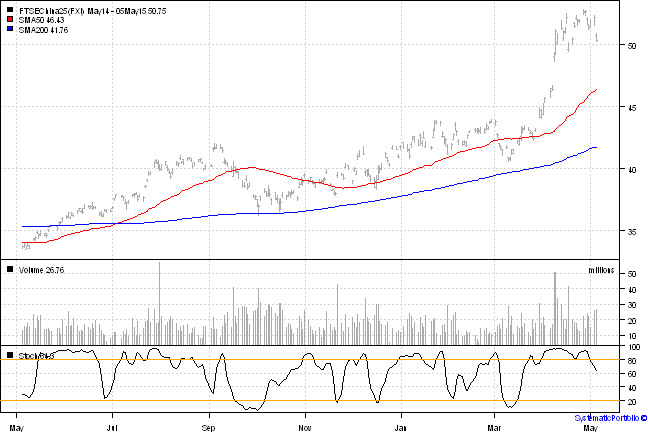 FTSEChina25(FXI) May14 - 05May15 50.75
SMA50 46.43
SMA200 41.76
50
45
40
35
Volume 26.76
millions
50
40
30
20
10
100
80
60
40
20
SystematicPortfolio ©
May Jul Sep Nov Jan Mar May